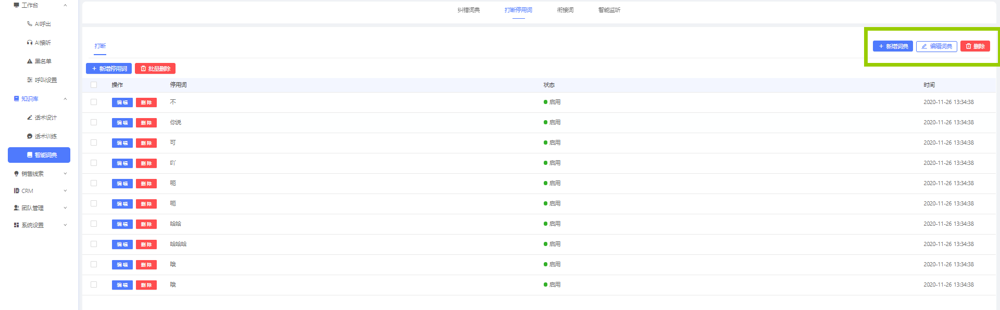 工作台
AI呼出
AI接听
黑名单
呼叫设置
知识库
话术设计
话术训练
智能词典
销售线索
CRM
团队管理
系统设置
纠错词典 打断停用词 衔接词 智能监听
打断
新增词典 编辑词典 删除
新增停用词 批量删除
操作 停用词 状态 时间
编辑 删除 不 启用 2020-11-26 13:34:38
编辑 删除 你说 启用 2020-11-26 13:34:38
编辑 删除 可 启用 2020-11-26 13:34:38
编辑 删除 吖 启用 2020-11-26 13:34:38
编辑 删除 呃 启用 2020-11-26 13:34:38
编辑 删除 呃 启用 2020-11-26 13:34:38
编辑 删除 哈哈 启用 2020-11-26 13:34:38
编辑 删除 哈哈哈 启用 2020-11-26 13:34:38
编辑 删除 哦 启用 2020-11-26 13:34:38
编辑 删除 哦 启用 2020-11-26 13:34:38